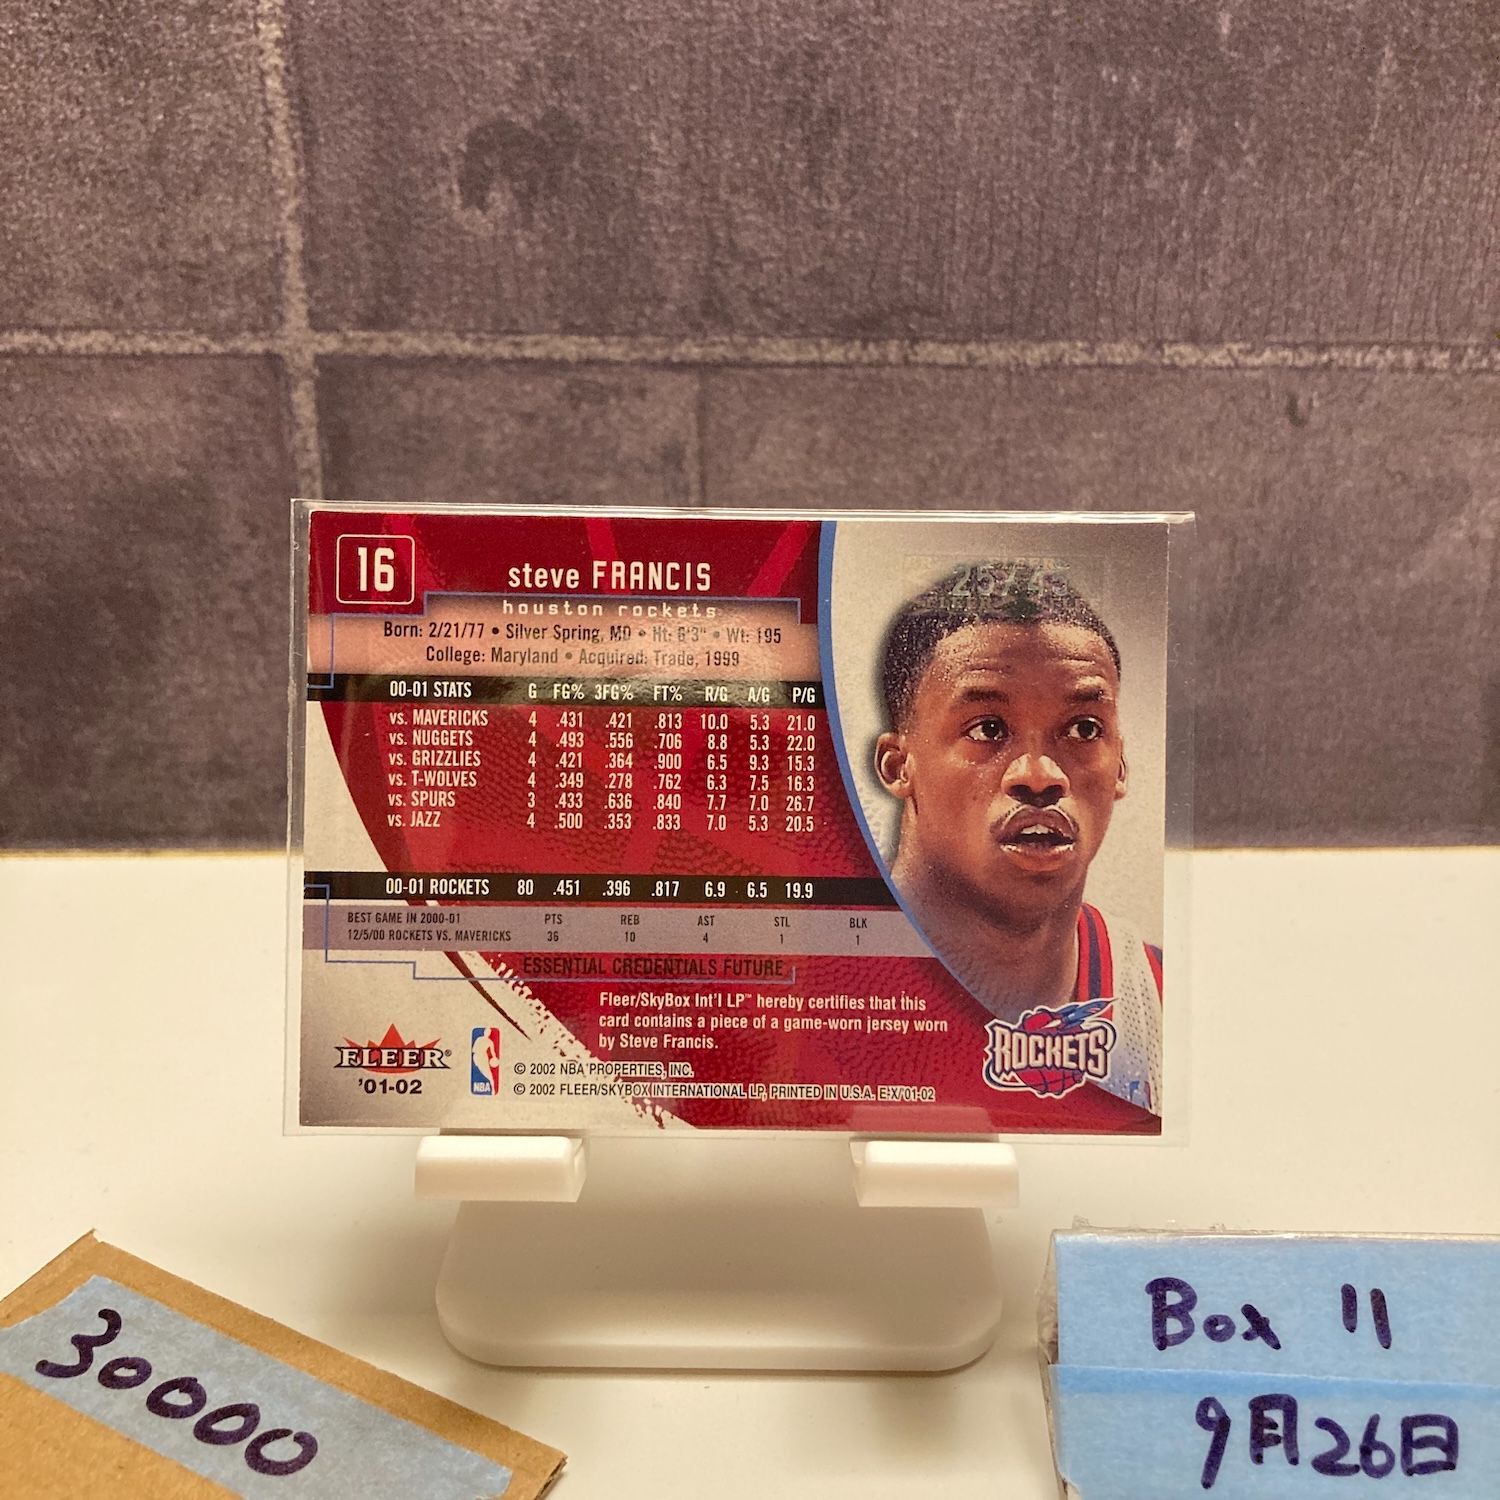 16
steve FRANCIS
houston rockets
Born: 2/21/77 • Silver Spring, MD • Ht: 6'3" • Wt: 195
College: Maryland • Acquired: Trade, 1999
00-01 STATS G FG% 3FG% FT% R/G A/G P/G
vs. MAVERICKS 4 .431 .421 .813 10.0 5.3 21.0
vs. NUGGETS 4 .493 .556 .706 8.8 5.3 22.0
vs. GRIZZLIES 4 .421 .364 .900 6.5 9.3 15.3
vs. T-WOLVES 4 .349 .278 .762 6.3 7.5 16.3
vs. SPURS 3 .433 .636 .840 7.7 7.0 26.7
vs. JAZZ 4 .500 .353 .833 7.0 5.3 20.5
00-01 ROCKETS 80 .451 .396 .817 6.9 6.5 19.9
BEST GAME IN 2000-01 PTS REB AST STL BLK
12/5/00 ROCKETS VS. MAVERICKS 36 10 4 1 1
ESSENTIAL CREDENTIALS FUTURE
Fleer/SkyBox Int'l LP™ hereby certifies that this
card contains a piece of a game-worn jersey worn
by Steve Francis.
FLEER®
'01-02
NBA
© 2002 NBA PROPERTIES, INC.
© 2002 FLEER/SKYBOX INTERNATIONAL LP, PRINTED IN U.S.A. E-X/'01-02
ROCKETS
30000
Box 11
9月26日